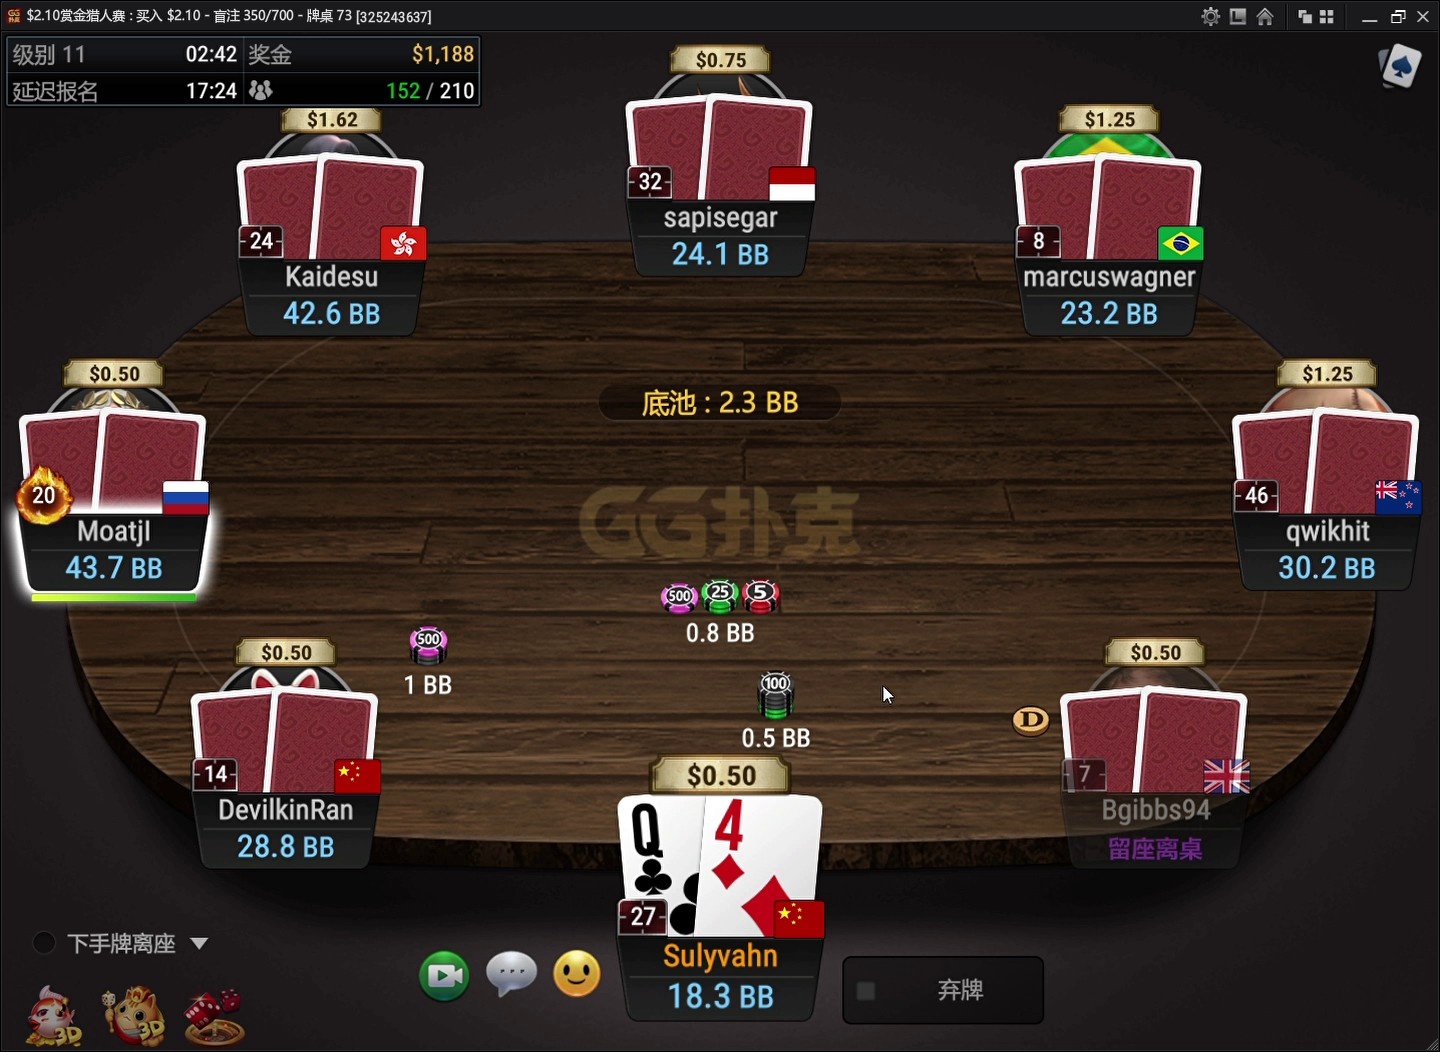 $2.10赏金猎人赛 : 买入 $2.10 - 盲注 350/700 - 牌桌 73 [325243637]
级别 11 02:42 奖金 $1,188
延迟报名 17:24 152 / 210
$0.75
32
sapisegar
24.1 BB
$1.62
24
Kaidesu
42.6 BB
$1.25
8
marcuswagner
23.2 BB
$0.50
20
Moatjl
43.7 BB
$1.25
46
qwikhit
30.2 BB
底池 : 2.3 BB
GG扑克
500 25 5
0.8 BB
500
1 BB
100
0.5 BB
D
$0.50
14
DevilkinRan
28.8 BB
$0.50
7
Bgibbs94
留座离桌
$0.50
Q 4
27
Sulyvahn
18.3 BB
下手牌离座
弃牌
3D 3D